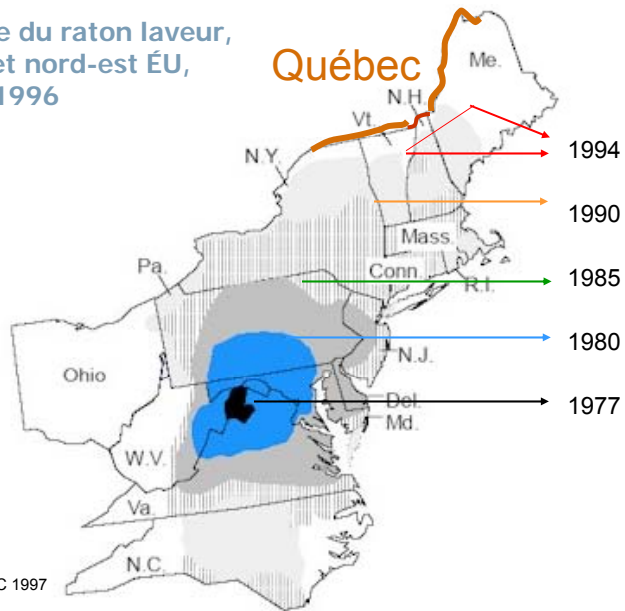 e du raton laveur,
et nord-est ÉU,
1996
Québec
Me.
N.H.
Vt.
N.Y.
1994
1990
Mass.
Pa.
Conn.
R.I.
1985
1980
N.J.
Ohio
1977
Del.
Md.
W.V.
Va.
N.C.
C 1997